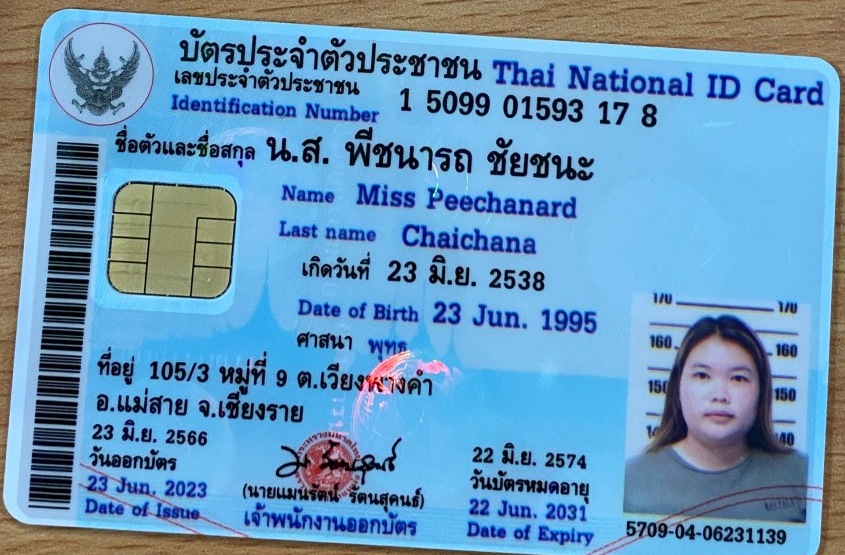 บัตรประจำตัวประชาชน Thai National ID Card
เลขประจำตัวประชาชน
Identification Number 1 5099 01593 17 8
ชื่อตัวและชื่อสกุล น.ส. พีชนารถ ชัยชนะ
Name Miss Peechanard
Last name Chaichana
เกิดวันที่ 23 มิ.ย. 2538
Date of Birth 23 Jun. 1995
ศาสนา พุทธ
ที่อยู่ 105/3 หมู่ที่ 9 ต.เวียงพางคำ
อ.แม่สาย จ.เชียงราย
23 มิ.ย. 2566
วันออกบัตร
23 Jun. 2023
Date of Issue
(นายแมนรัตน์ รัตนสุคนธ์)
เจ้าพนักงานออกบัตร
22 มิ.ย. 2574
วันบัตรหมดอายุ
22 Jun. 2031
Date of Expiry
170 170
160 160
150 150
5709-04-06231139